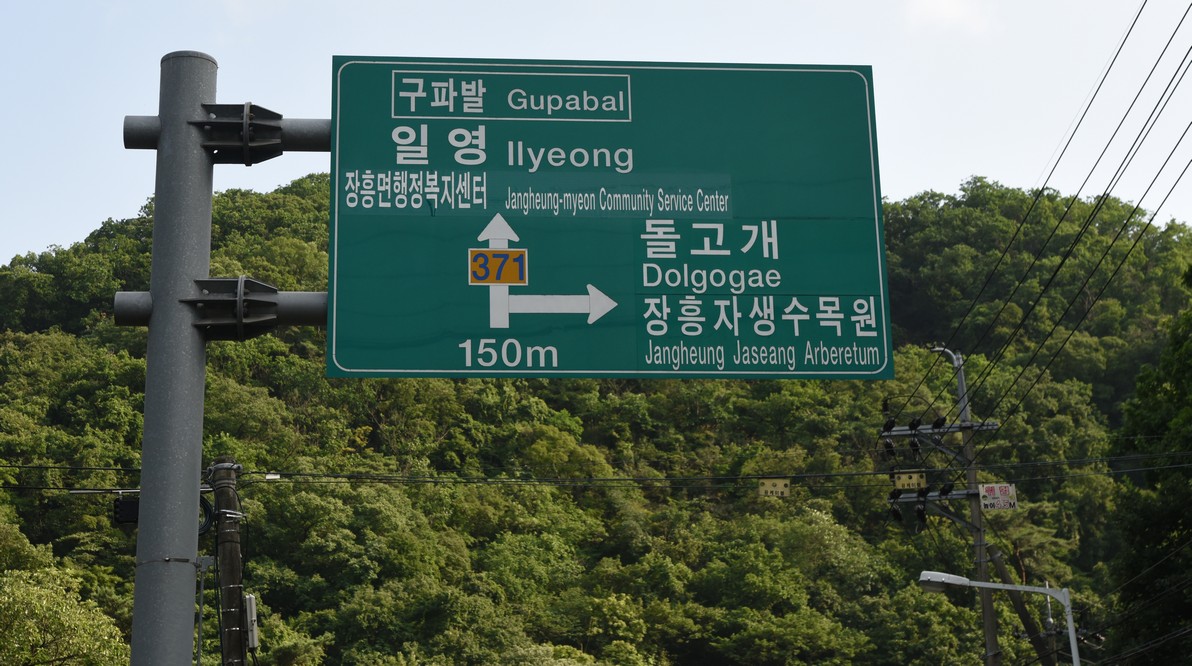 구파발 Gupabal
일영 Ilyeong
장흥면행정복지센터 Jangheung-myeon Community Service Center
371
150m
돌고개
Dolgogae
장흥자생수목원
Jangheung Jaseang Arberetum